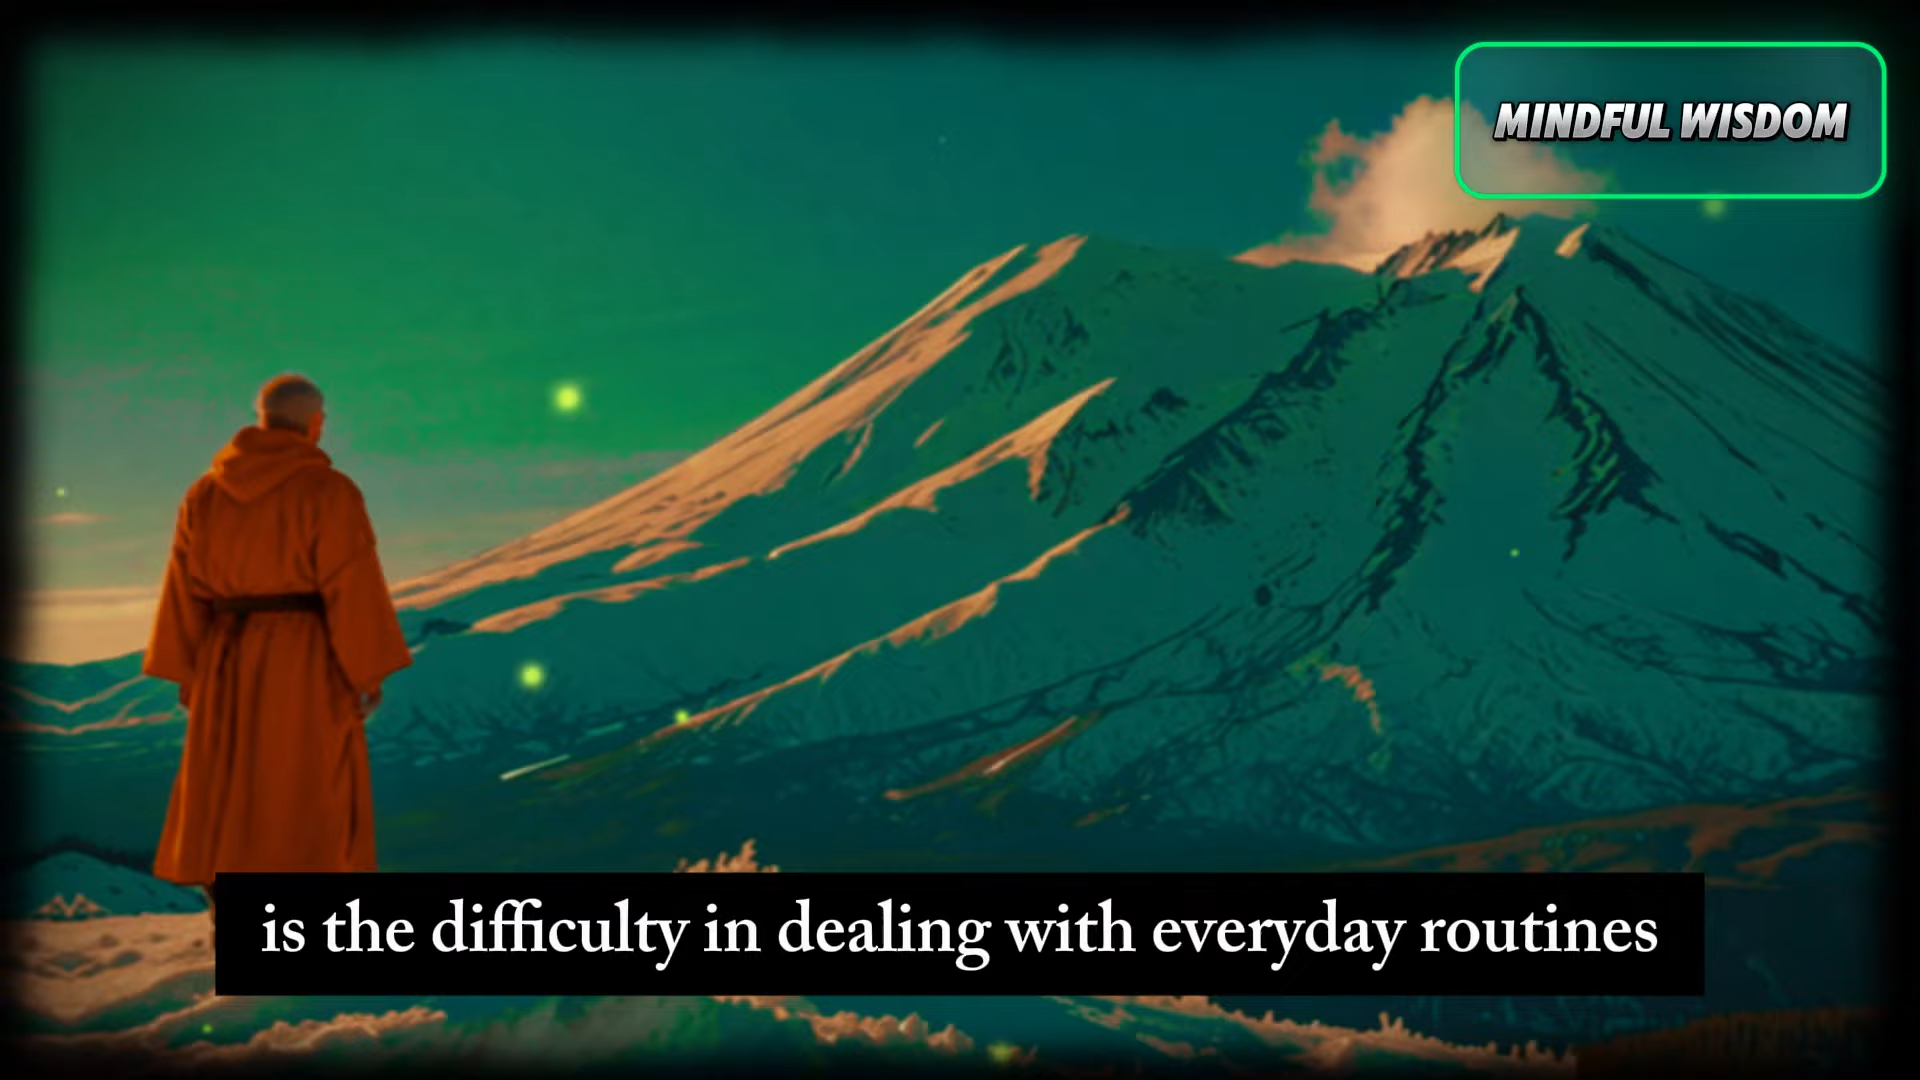 MINDFUL WISDOM
is the difficulty in dealing with everyday routines